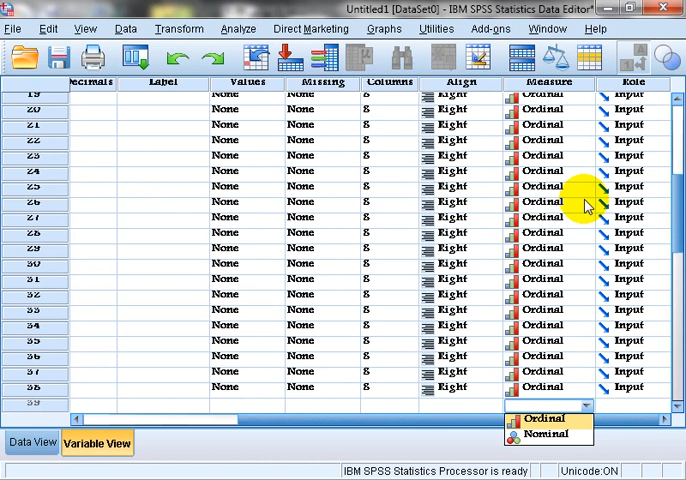 Untitled1 [DataSet0] - IBM SPSS Statistics Data Editor*
File Edit View Data Transform Analyze Direct Marketing Graphs Utilities Add-ons Window Help
Decimals Label Values Missing Columns Align Measure Role
19 None None 8 Right Ordinal Input
20 None None 8 Right Ordinal Input
21 None None 8 Right Ordinal Input
22 None None 8 Right Ordinal Input
23 None None 8 Right Ordinal Input
24 None None 8 Right Ordinal Input
25 None None 8 Right Ordinal Input
26 None None 8 Right Ordinal Input
27 None None 8 Right Ordinal Input
28 None None 8 Right Ordinal Input
29 None None 8 Right Ordinal Input
30 None None 8 Right Ordinal Input
31 None None 8 Right Ordinal Input
32 None None 8 Right Ordinal Input
33 None None 8 Right Ordinal Input
34 None None 8 Right Ordinal Input
35 None None 8 Right Ordinal Input
36 None None 8 Right Ordinal Input
37 None None 8 Right Ordinal Input
38 None None 8 Right Ordinal Input
39
Ordinal
Nominal
Data View Variable View
IBM SPSS Statistics Processor is ready Unicode:ON